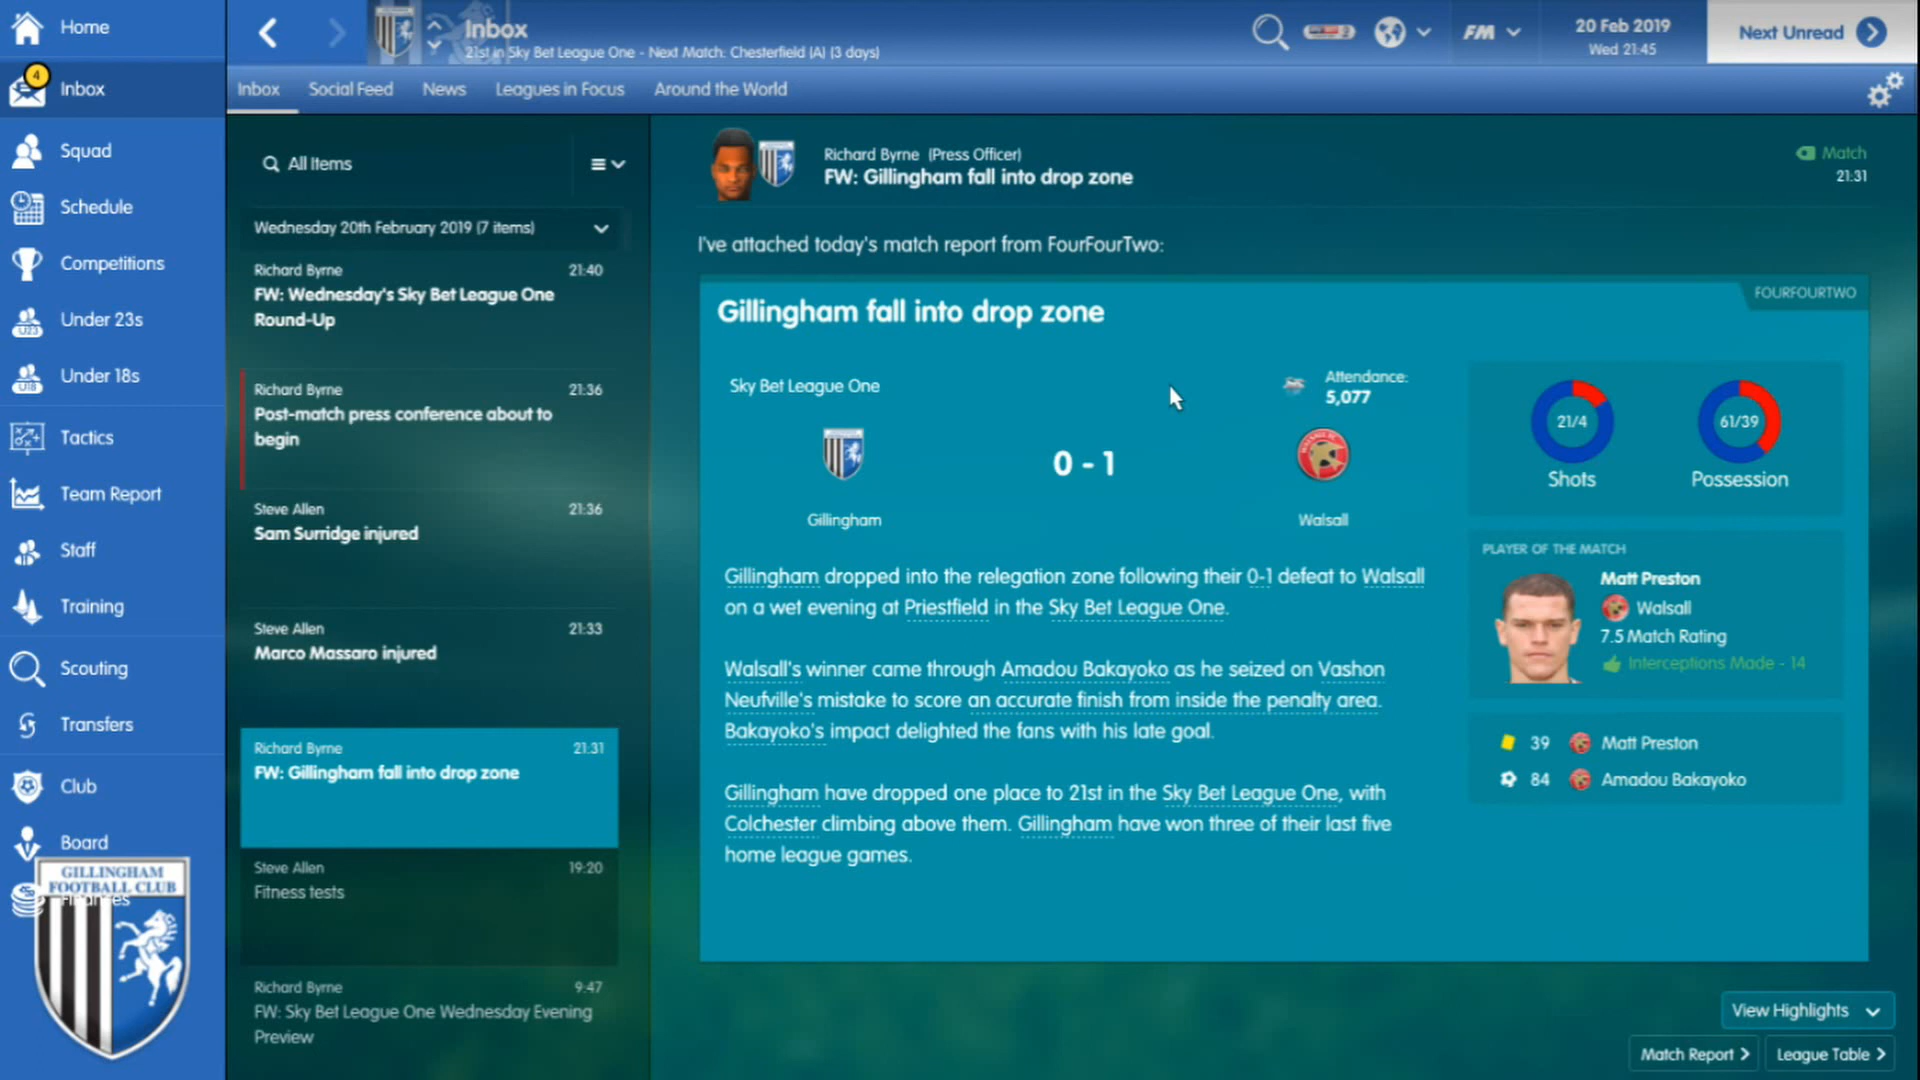 Home
4
Inbox
Squad
Schedule
Competitions
U23
Under 23s
U18
Under 18s
Tactics
Team Report
Staff
Training
Scouting
Transfers
Club
Board
Finances
GILLINGHAM
FOOTBALL CLUB
Inbox
21st in Sky Bet League One - Next Match: Chesterfield (A) (3 days)
FM
20 Feb 2019
Wed 21:45
Next Unread
Inbox
Social Feed
News
Leagues in Focus
Around the World
All Items
Wednesday 20th February 2019 (7 items)
Richard Byrne 21:40
FW: Wednesday's Sky Bet League One
Round-Up
Richard Byrne 21:36
Post-match press conference about to
begin
Steve Allen 21:36
Sam Surridge injured
Steve Allen 21:33
Marco Massaro injured
Richard Byrne 21:31
FW: Gillingham fall into drop zone
Steve Allen 19:20
Fitness tests
Richard Byrne 9:47
FW: Sky Bet League One Wednesday Evening
Preview
Richard Byrne (Press Officer)
FW: Gillingham fall into drop zone
Match
21:31
I've attached today's match report from FourFourTwo:
FOURFOURTWO
Gillingham fall into drop zone
Sky Bet League One
Attendance:
5,077
0 - 1
Gillingham
Walsall
21/4
Shots
61/39
Possession
Gillingham dropped into the relegation zone following their 0-1 defeat to Walsall
on a wet evening at Priestfield in the Sky Bet League One.
Walsall's winner came through Amadou Bakayoko as he seized on Vashon
Neufville's mistake to score an accurate finish from inside the penalty area.
Bakayoko's impact delighted the fans with his late goal.
Gillingham have dropped one place to 21st in the Sky Bet League One, with
Colchester climbing above them. Gillingham have won three of their last five
home league games.
PLAYER OF THE MATCH
Matt Preston
Walsall
7.5 Match Rating
Interceptions Made - 14
39 Matt Preston
84 Amadou Bakayoko
View Highlights
Match Report
League Table